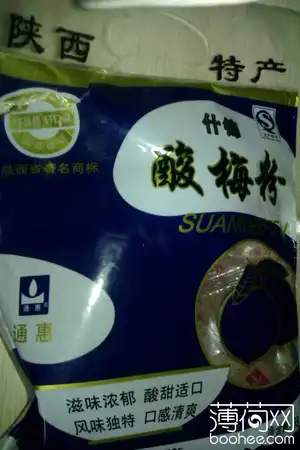 陕西
特产
陕西省著名商标
什锦
酸梅粉
SUANMEIFEN
通惠
通惠
滋味浓郁 酸甜适口
风味独特 口感清爽
薄荷网
boohee.com